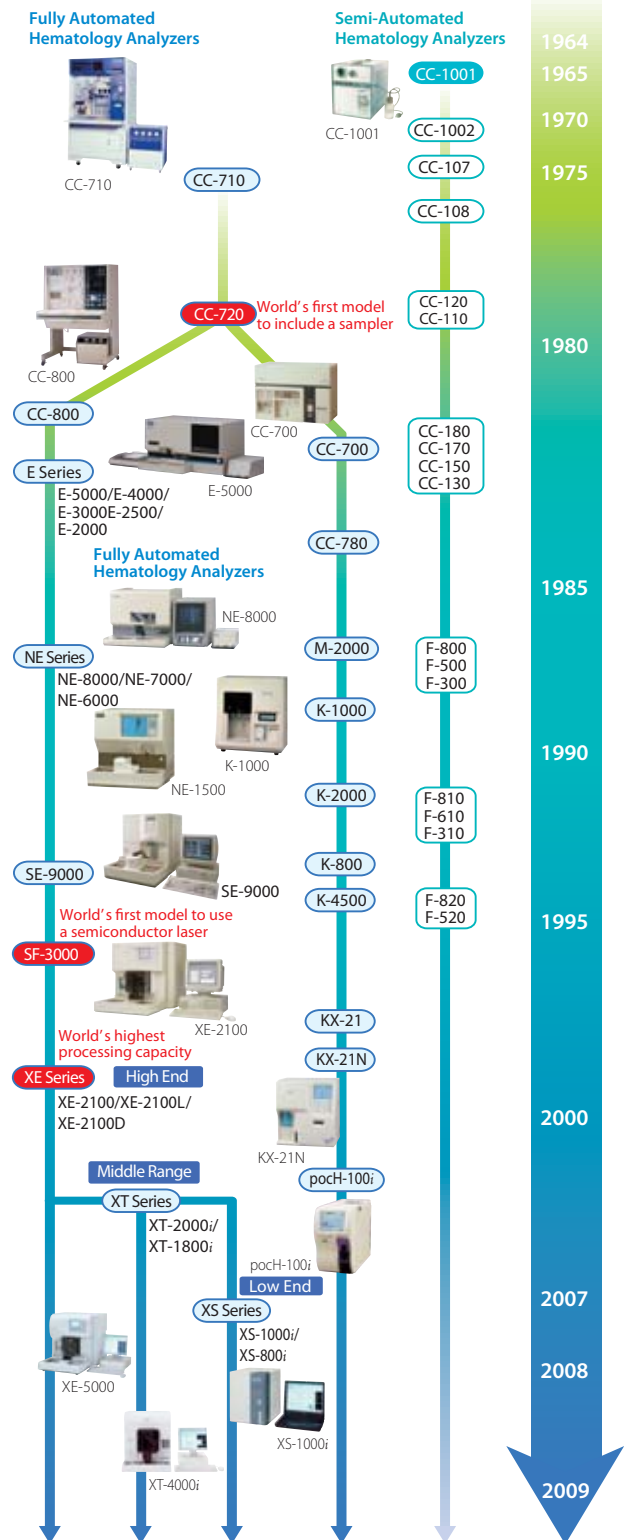 Fully Automated
Hematology Analyzers
Semi-Automated
Hematology Analyzers
1964
CC-1001
1965
CC-1001
CC-1002
1970
CC-107
1975
CC-710
CC-710
CC-108
CC-720
World's first model
to include a sampler
CC-120
CC-110
1980
CC-800
CC-800
CC-700
CC-700
CC-180
CC-170
CC-150
CC-130
E Series
E-5000
E-5000/E-4000/
E-3000E-2500/
E-2000
CC-780
Fully Automated
Hematology Analyzers
1985
NE-8000
NE Series
M-2000
F-800
F-500
F-300
NE-8000/NE-7000/
NE-6000
K-1000
K-1000
1990
NE-1500
K-2000
F-810
F-610
F-310
SE-9000
SE-9000
K-800
K-4500
F-820
F-520
World's first model to use
a semiconductor laser
1995
SF-3000
XE-2100
KX-21
World's highest
processing capacity
KX-21N
XE Series
High End
XE-2100/XE-2100L/
XE-2100D
2000
KX-21N
Middle Range
pocH-100i
XT Series
XT-2000i/
XT-1800i
pocH-100i
Low End
2007
XS Series
XS-1000i/
XS-800i
2008
XE-5000
XS-1000i
XT-4000i
2009